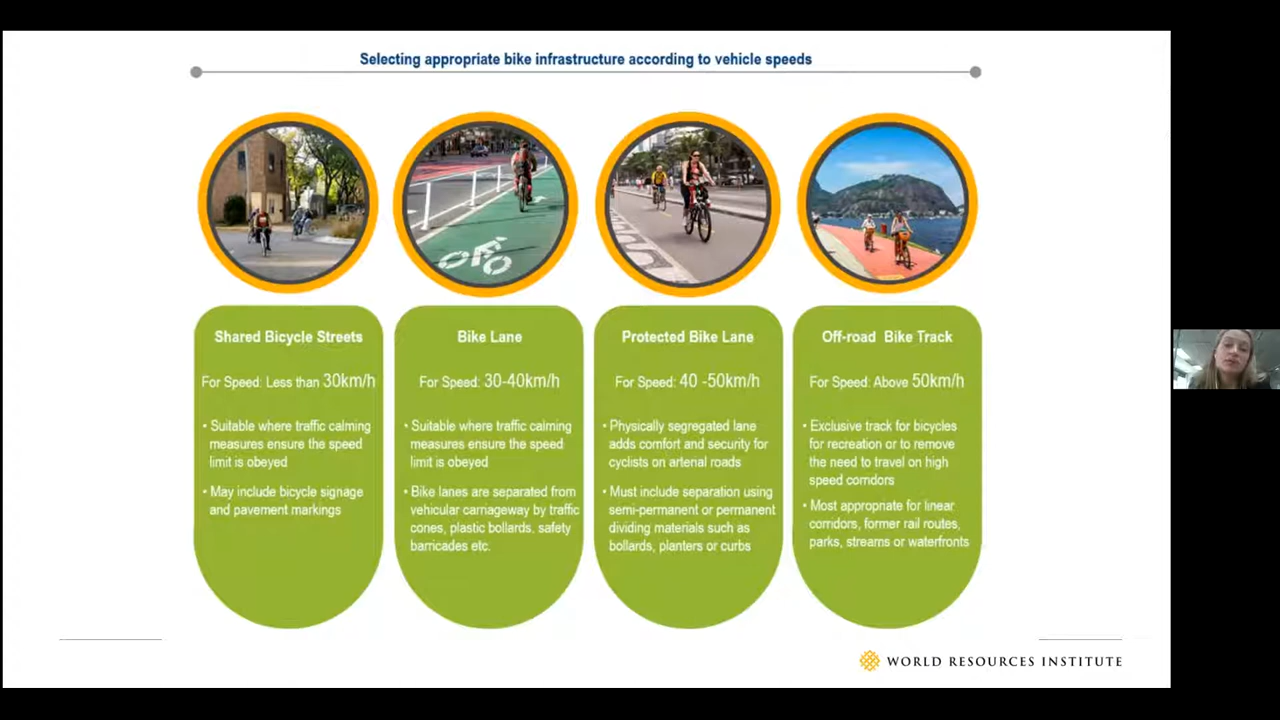 Selecting appropriate bike infrastructure according to vehicle speeds
Shared Bicycle Streets
For Speed: Less than 30km/h
• Suitable where traffic calming
measures ensure the speed
limit is obeyed
• May include bicycle signage
and pavement markings
Bike Lane
For Speed: 30-40km/h
• Suitable where traffic calming
measures ensure the speed
limit is obeyed
• Bike lanes are separated from
vehicular carriageway by traffic
cones, plastic bollards. safety
barricades etc.
Protected Bike Lane
For Speed: 40 -50km/h
• Physically segregated lane
adds comfort and security for
cyclists on arterial roads
• Must include separation using
semi-permanent or permanent
dividing materials such as
bollards, planters or curbs
Off-road Bike Track
For Speed: Above 50km/h
• Exclusive track for bicycles
for recreation or to remove
the need to travel on high
speed corridors
• Most appropriate for linear
corridors, former rail routes,
parks, streams or waterfronts
WORLD RESOURCES INSTITUTE